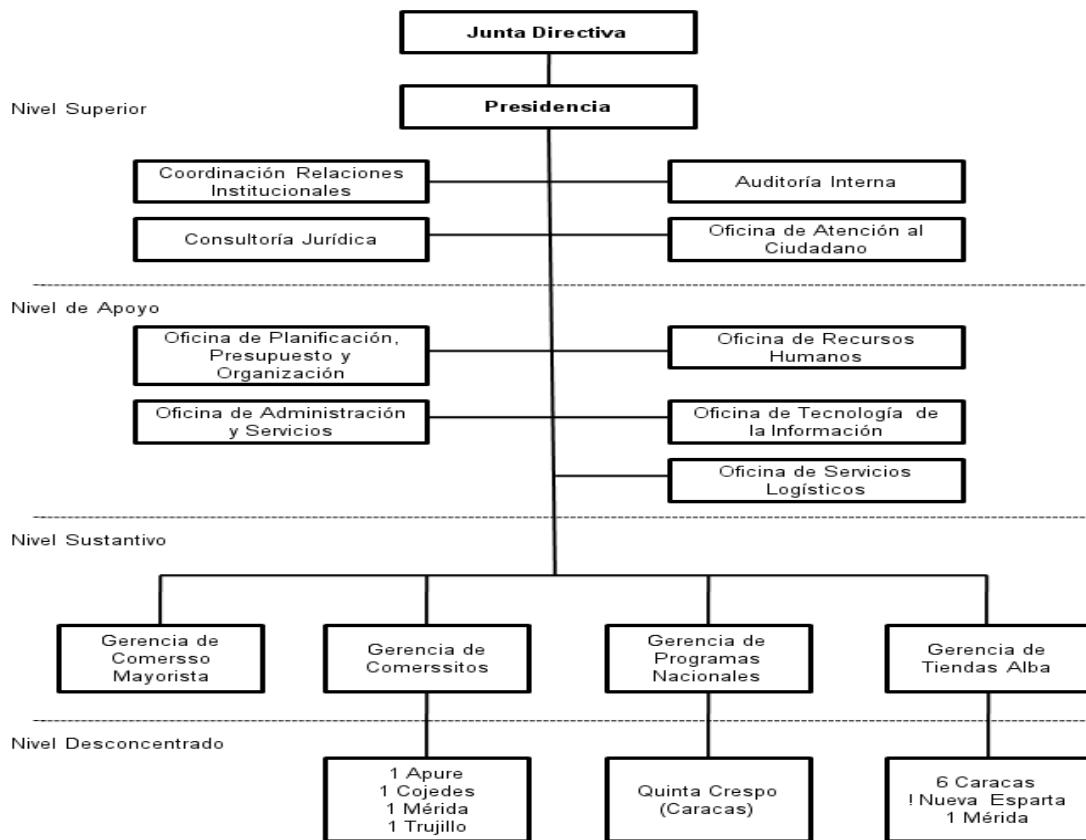 Junta Directiva
Nivel Superior
Presidencia
Coordinación Relaciones
Institucionales
Auditoría Interna
Consultoría Jurídica
Oficina de Atención al
Ciudadano
Nivel de Apoyo
Oficina de Planificación,
Presupuesto y
Organización
Oficina de Recursos
Humanos
Oficina de Administración
y Servicios
Oficina de Tecnología de
la Información
Oficina de Servicios
Logísticos
Nivel Sustantivo
Gerencia de
Comersso
Mayorista
Gerencia de
Comerssitos
Gerencia de
Programas
Nacionales
Gerencia de
Tiendas Alba
Nivel Desconcentrado
1 Apure
1 Cojedes
1 Mérida
1 Trujillo
Quinta Crespo
(Caracas)
6 Caracas
! Nueva Esparta
1 Mérida